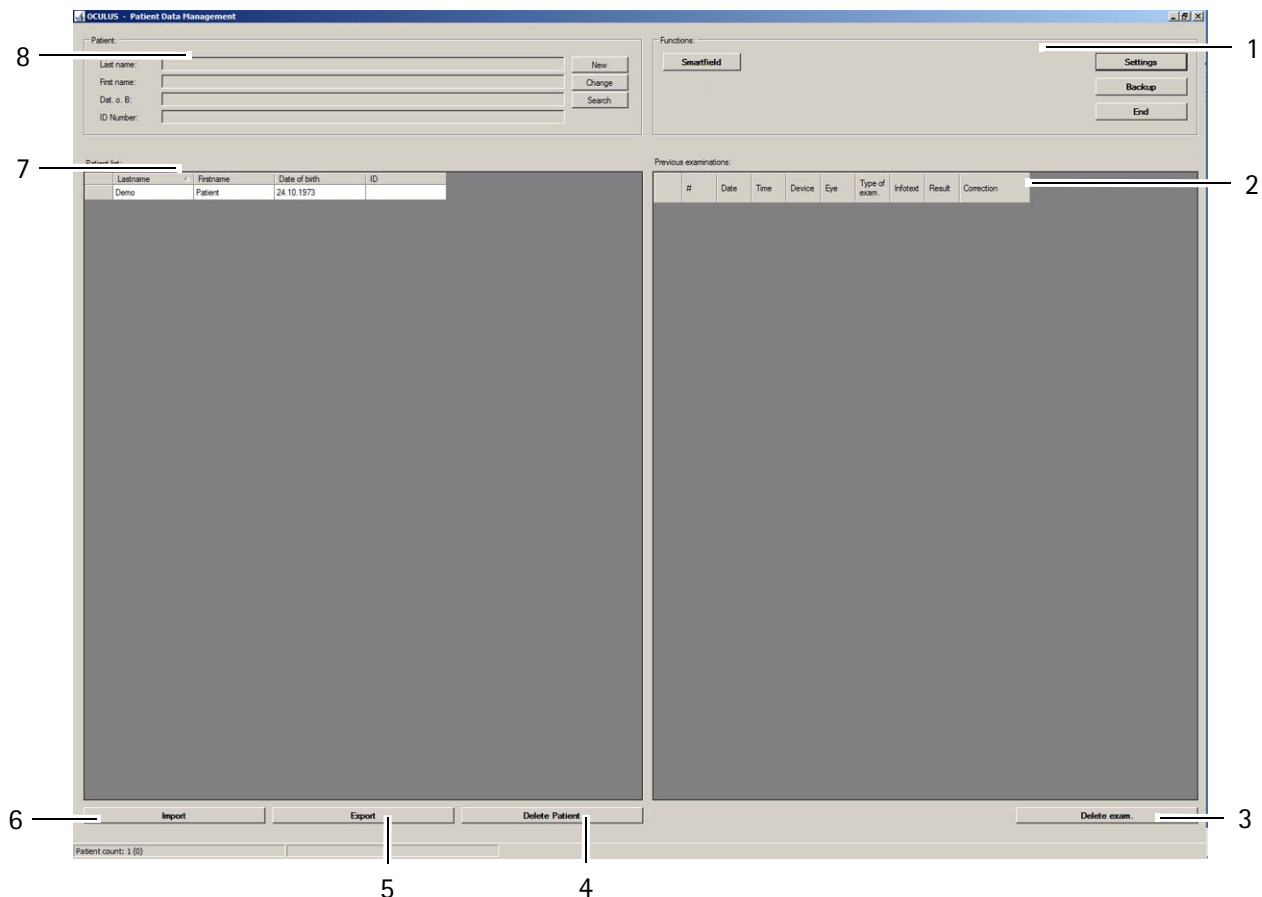 OCULUS - Patient Data Management
8
1
Patient:
Last name:
New
First name:
Change
Dat. o. B:
Search
ID Number:
Functions:
Smartfield
Settings
Backup
End
7
Patient list:
Lastname Firstname Date of birth ID
Demo Patient 24.10.1973
Previous examinations:
# Date Time Device Eye Type of exam. Infotext Result Correction
2
6
Import Export Delete Patient
Delete exam.
3
Patient count: 1 (0)
5
4